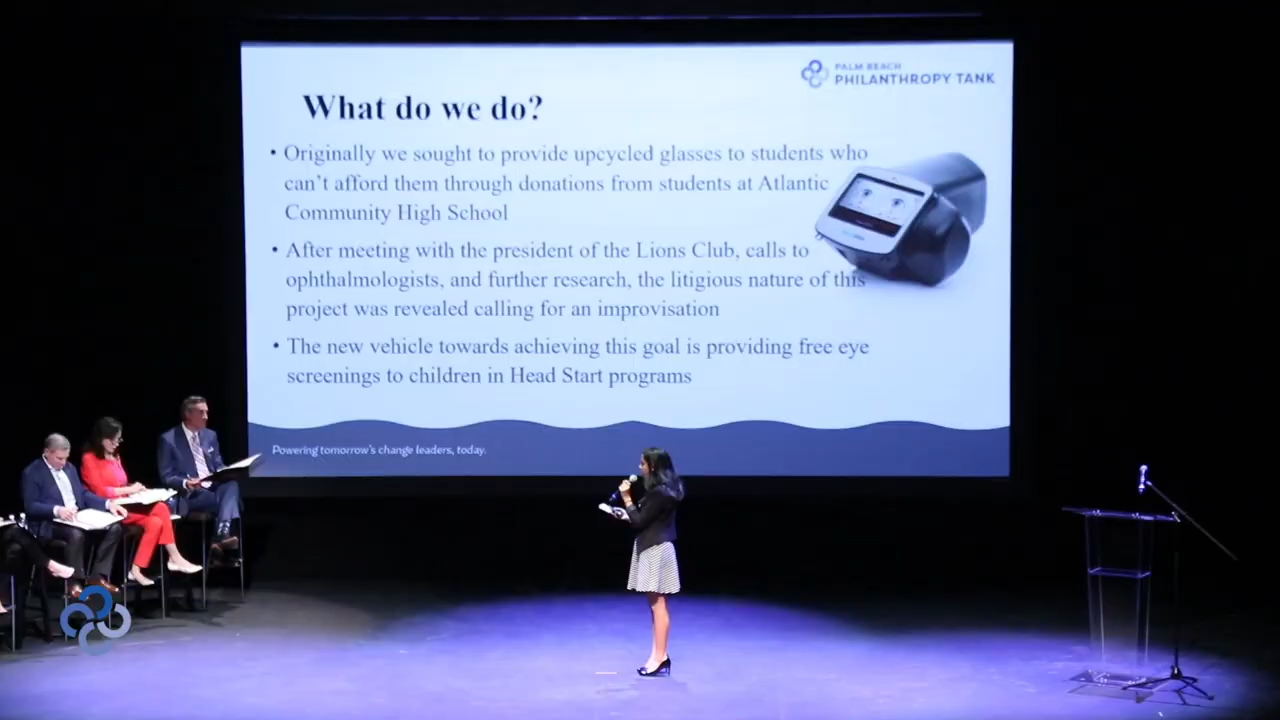 PALM BEACH
PHILANTHROPY TANK
What do we do?
• Originally we sought to provide upcycled glasses to students who
can't afford them through donations from students at Atlantic
Community High School
• After meeting with the president of the Lions Club, calls to
ophthalmologists, and further research, the litigious nature of this
project was revealed calling for an improvisation
• The new vehicle towards achieving this goal is providing free eye
screenings to children in Head Start programs
Powering tomorrow's change leaders, today.